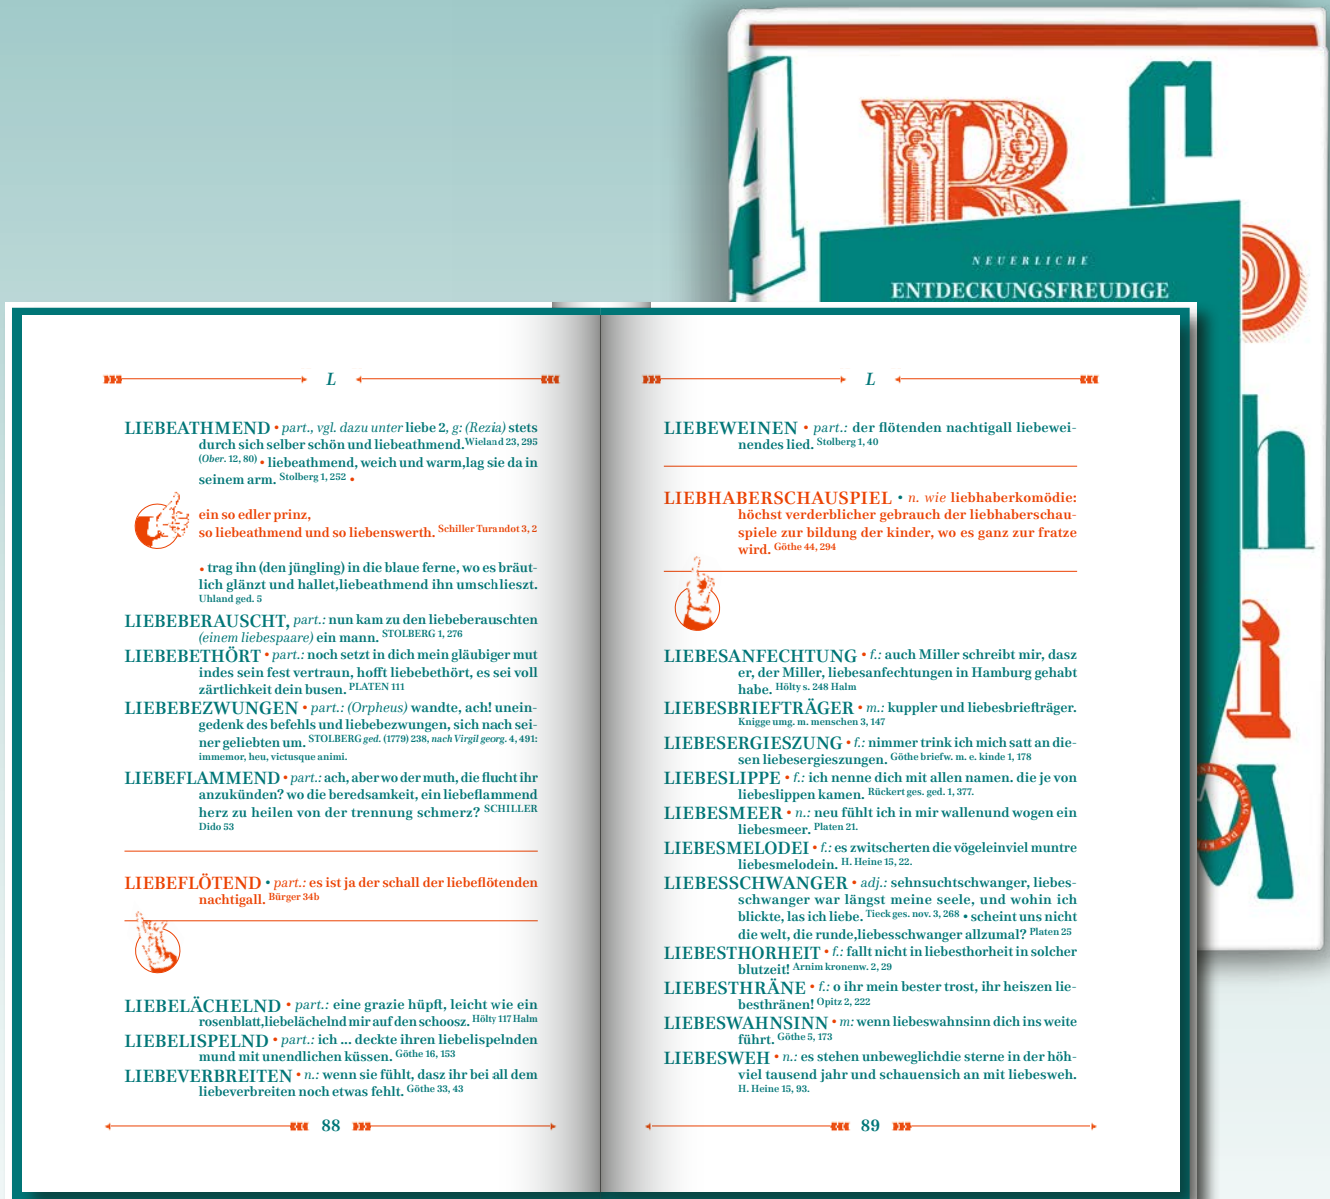 NEUERLICHE
ENTDECKUNGSFREUDIGE
L
LIEBEATHMEND • part., vgl. dazu unter liebe 2, g: (Rezia) stets
durch sich selber schön und liebeathmend. Wieland 23, 295
(Ober. 12, 80) • liebeathmend, weich und warm,lag sie da in
seinem arm. Stolberg 1, 252 •
ein so edler prinz,
so liebeathmend und so liebenswerth. Schiller Turandot 3, 2
• trag ihn (den jüngling) in die blaue ferne, wo es bräut-
lich glänzt und hallet,liebeathmend ihn umschlieszt.
Uhland ged. 5
LIEBEBERAUSCHT, part.: nun kam zu den liebeberauschten
(einem liebespaare) ein mann. STOLBERG 1, 276
LIEBEBETHÖRT • part.: noch setzt in dich mein gläubiger mut
indes sein fest vertraun, hofft liebebethört, es sei voll
zärtlichkeit dein busen. PLATEN 111
LIEBEBEZWUNGEN • part.: (Orpheus) wandte, ach! unein-
gedenk des befehls und liebebezwungen, sich nach sei-
ner geliebten um. STOLBERG ged. (1779) 238, nach Virgil georg. 4, 491:
immemor, heu, victusque animi.
LIEBEFLAMMEND • part.: ach, aber wo der muth, die flucht ihr
anzukünden? wo die beredsamkeit, ein liebeflammend
herz zu heilen von der trennung schmerz? SCHILLER
Dido 53
LIEBEFLÖTEND • part.: es ist ja der schall der liebeflötenden
nachtigall. Bürger 34b
LIEBELÄCHELND • part.: eine grazie hüpft, leicht wie ein
rosenblatt,liebelächelnd mir auf den schoosz. Hölty 117 Halm
LIEBELISPELND • part.: ich ... deckte ihren liebelispelnden
mund mit unendlichen küssen. Göthe 16, 153
LIEBEVERBREITEN • n.: wenn sie fühlt, dasz ihr bei all dem
liebeverbreiten noch etwas fehlt. Göthe 33, 43
88
L
LIEBEWEINEN • part.: der flötenden nachtigall liebewei-
nendes lied. Stolberg 1, 40
LIEBHABERSCHAUSPIEL • n. wie liebhaberkomödie:
höchst verderblicher gebrauch der liebhaberschau-
spiele zur bildung der kinder, wo es ganz zur fratze
wird. Göthe 44, 294
LIEBESANFECHTUNG • f.: auch Miller schreibt mir, dasz
er, der Miller, liebesanfechtungen in Hamburg gehabt
habe. Hölty s. 248 Halm
LIEBESBRIEFTRÄGER • m.: kuppler und liebesbriefträger.
Knigge umg. m. menschen 3, 147
LIEBESERGIESZUNG • f.: nimmer trink ich mich satt an die-
sen liebesergieszungen. Göthe briefw. m. e. kinde 1, 178
LIEBESLIPPE • f.: ich nenne dich mit allen namen. die je von
liebeslippen kamen. Rückert ges. ged. 1, 377.
LIEBESMEER • n.: neu fühlt ich in mir wallenund wogen ein
liebesmeer. Platen 21.
LIEBESMELODEI • f.: es zwitscherten die vögeleinviel muntre
liebesmelodein. H. Heine 15, 22.
LIEBESSCHWANGER • adj.: sehnsuchtschwanger, liebes-
schwanger war längst meine seele, und wohin ich
blickte, las ich liebe. Tieck ges. nov. 3, 268 • scheint uns nicht
die welt, die runde,liebesschwanger allzumal? Platen 25
LIEBESTHORHEIT • f.: fallt nicht in liebesthorheit in solcher
blutzeit! Arnim kronenw. 2, 29
LIEBESTHRÄNE • f.: o ihr mein bester trost, ihr heiszen lie-
besthränen! Opitz 2, 222
LIEBESWAHNSINN • m: wenn liebeswahnsinn dich ins weite
führt. Göthe 5, 173
LIEBESWEH • n.: es stehen unbeweglichdie sterne in der höh-
viel tausend jahr und schauensich an mit liebesweh.
H. Heine 15, 93.
89